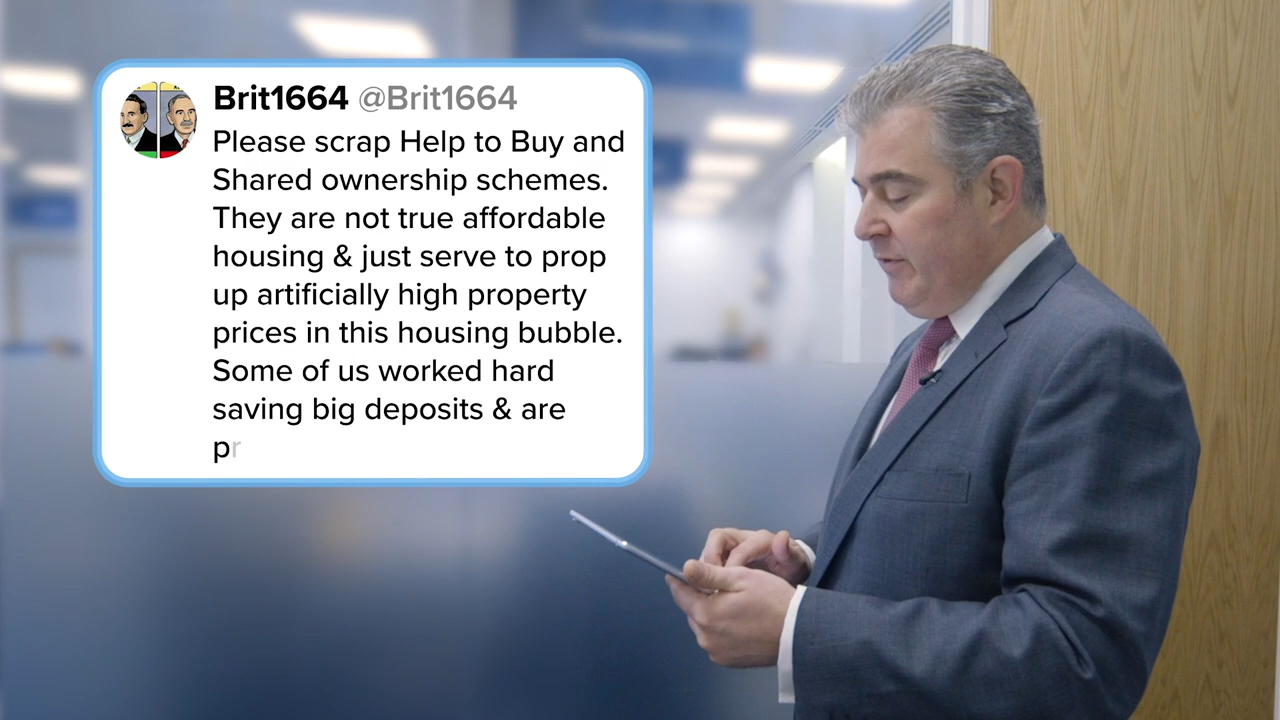 Brit1664 @Brit1664
Please scrap Help to Buy and
Shared ownership schemes.
They are not true affordable
housing & just serve to prop
up artificially high property
prices in this housing bubble.
Some of us worked hard
saving big deposits & are
pr